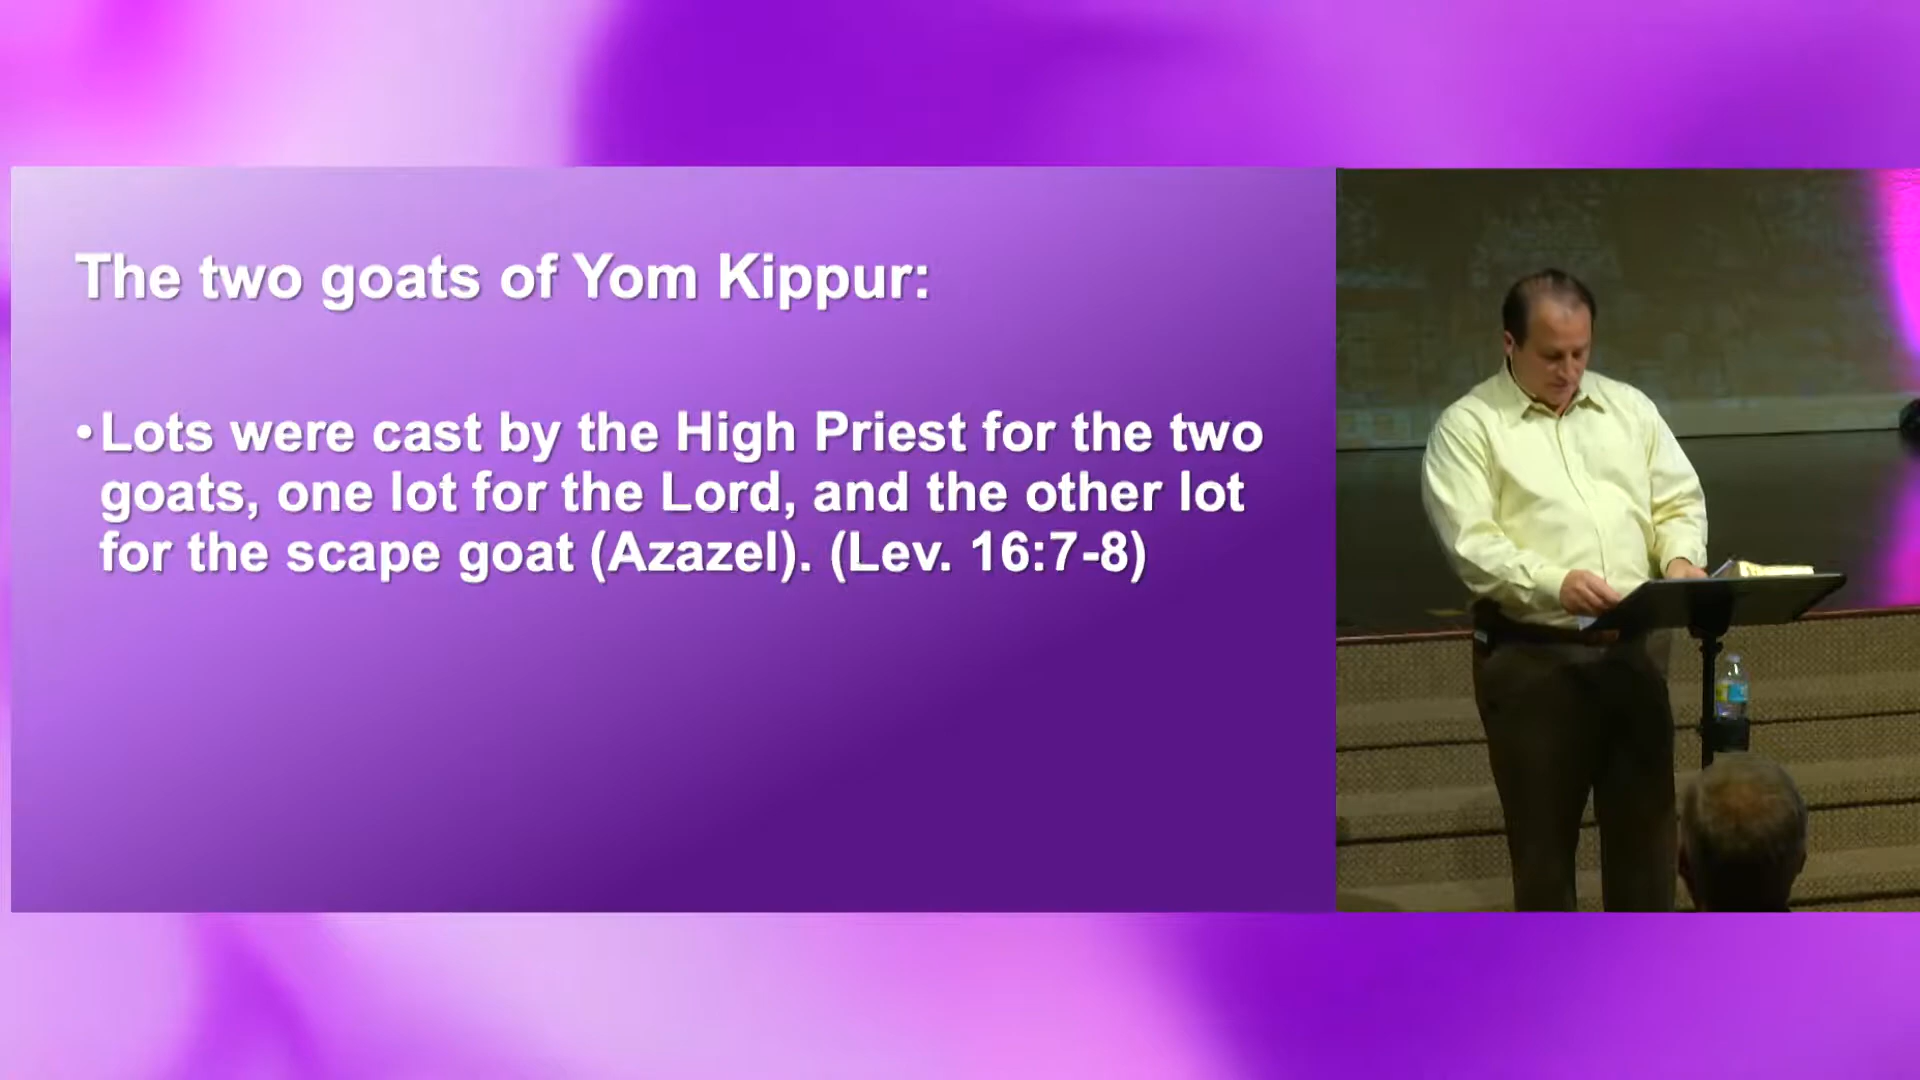 The two goats of Yom Kippur:
•Lots were cast by the High Priest for the two
goats, one lot for the Lord, and the other lot
for the scape goat (Azazel). (Lev. 16:7-8)